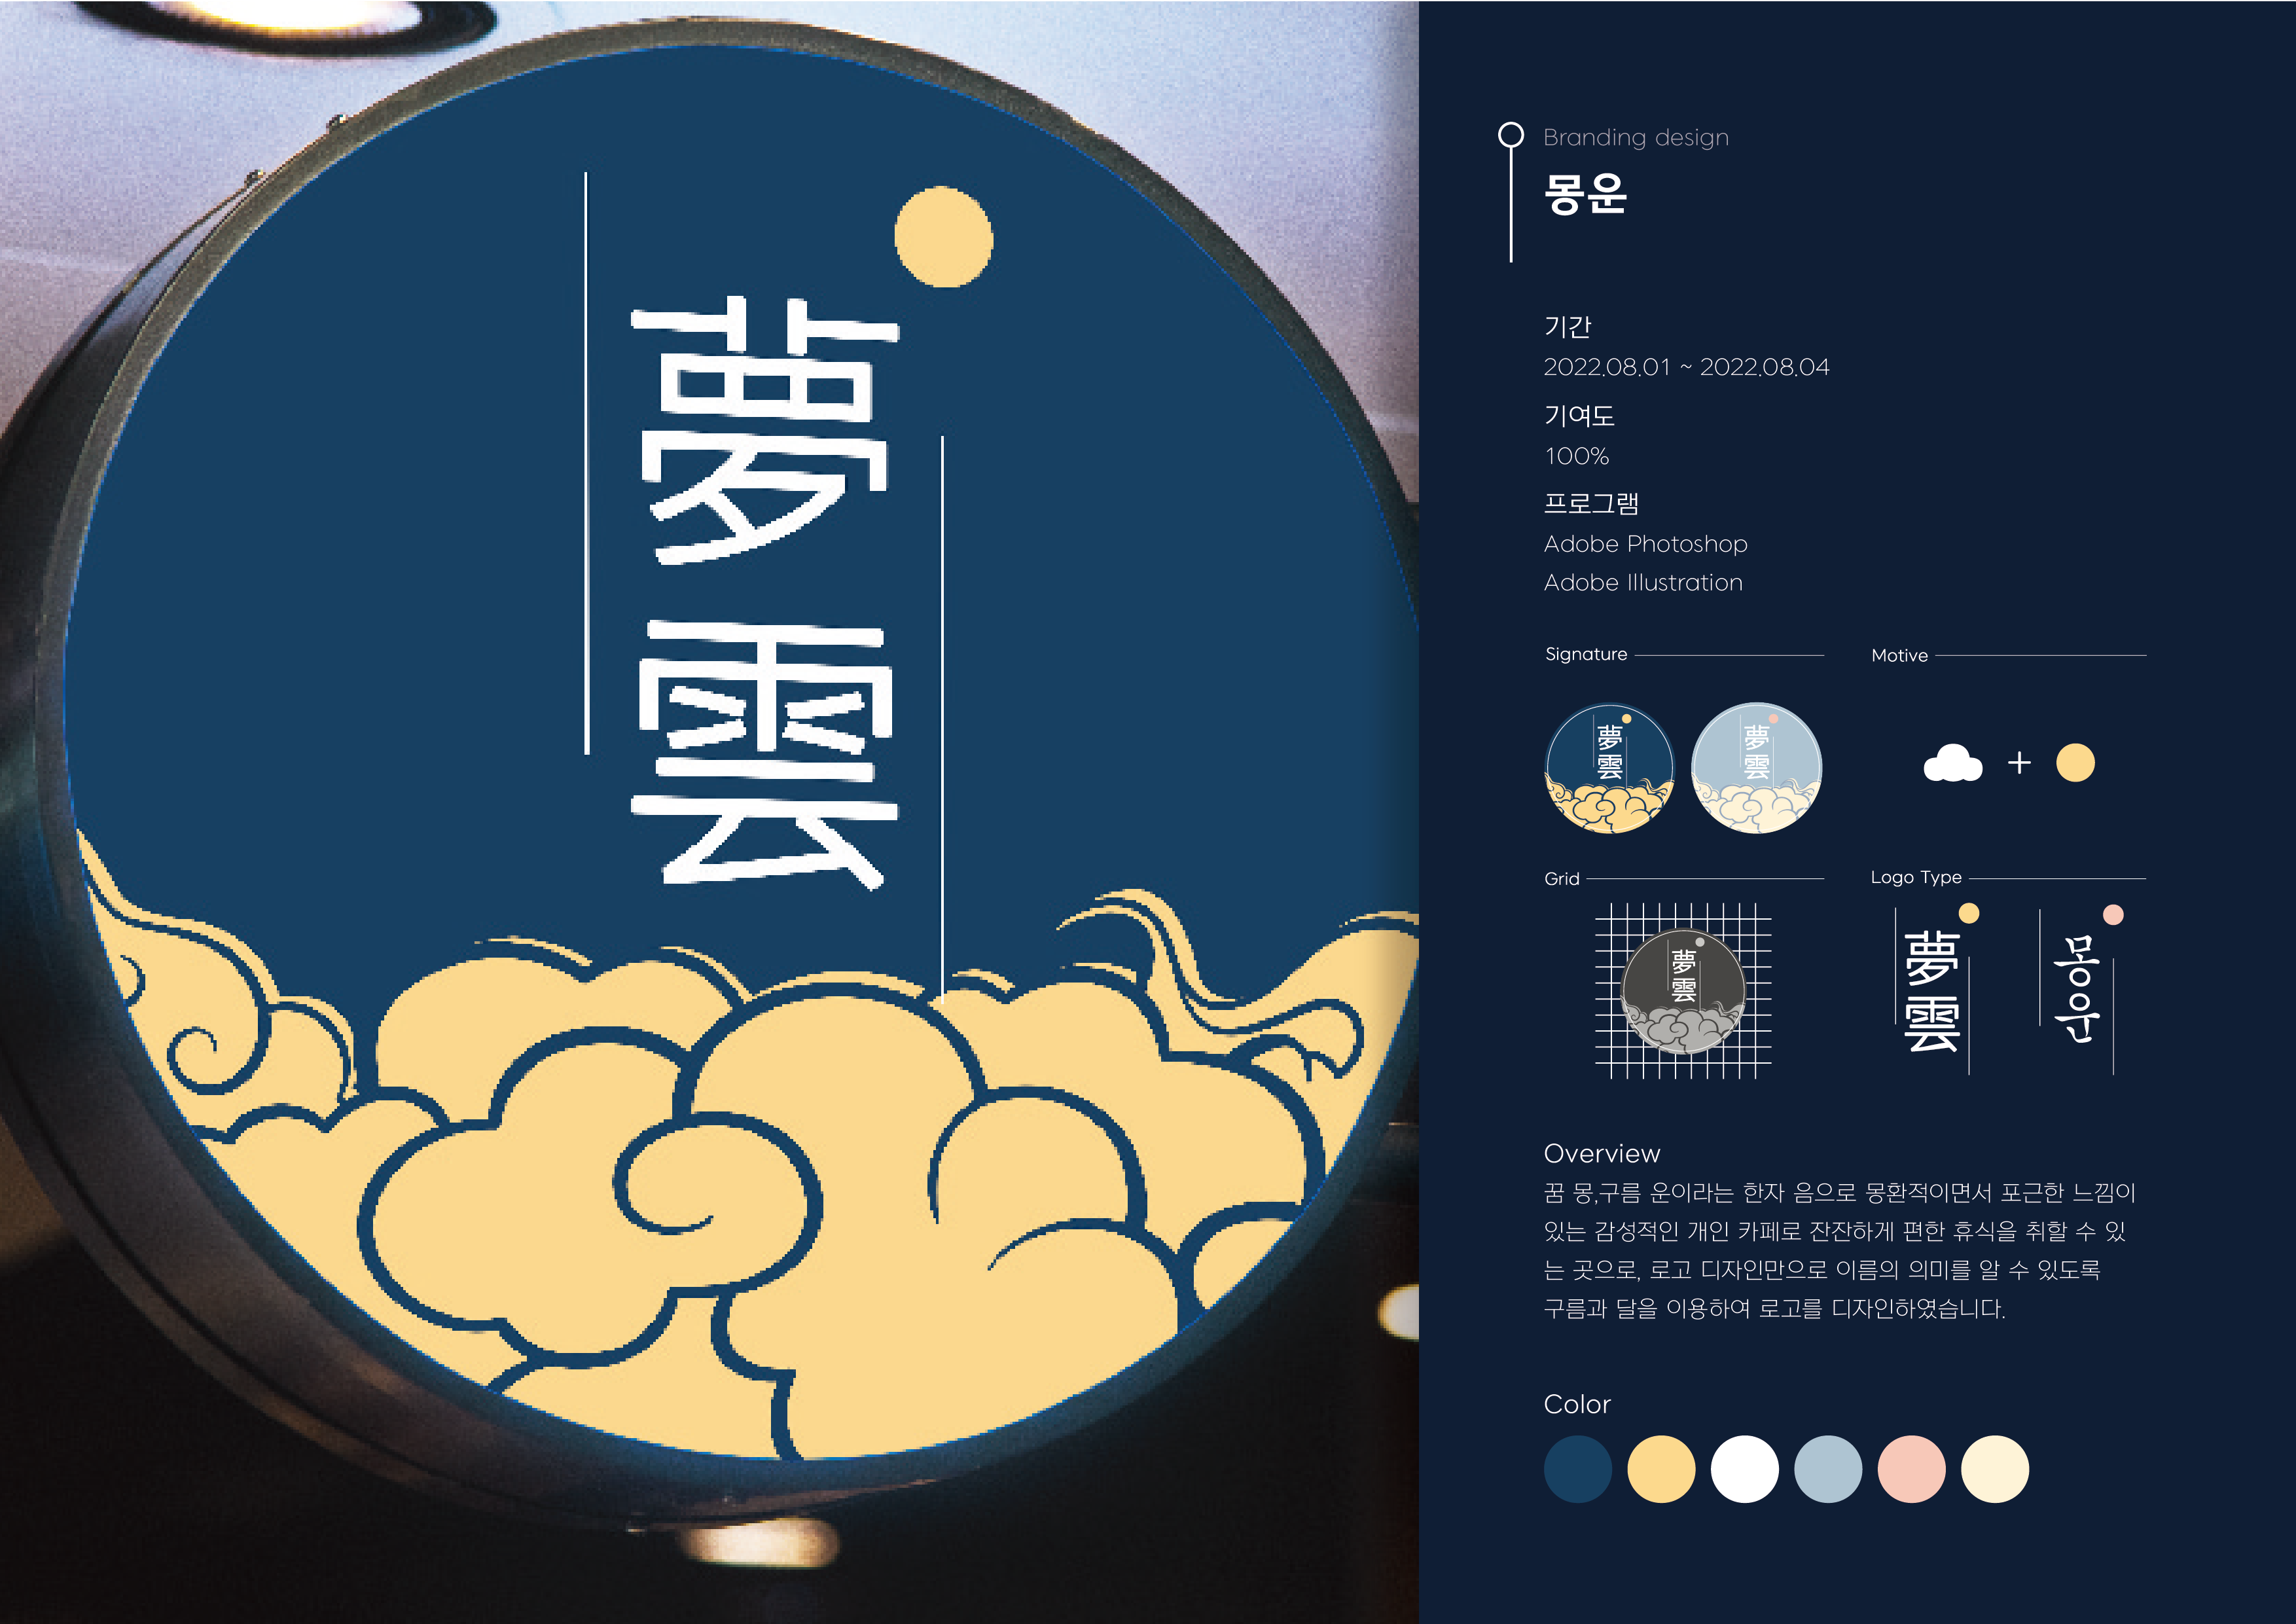 夢
雲
Branding design
몽운
기간
2022.08.01 ~ 2022.08.04
기여도
100%
프로그램
Adobe Photoshop
Adobe Illustration
Signature
Motive
夢
雲
夢
雲
+
Grid
Logo Type
夢
雲
夢
雲
몽운
Overview
꿈 몽,구름 운이라는 한자 음으로 몽환적이면서 포근한 느낌이
있는 감성적인 개인 카페로 잔잔하게 편한 휴식을 취할 수 있
는 곳으로, 로고 디자인만으로 이름의 의미를 알 수 있도록
구름과 달을 이용하여 로고를 디자인하였습니다.
Color